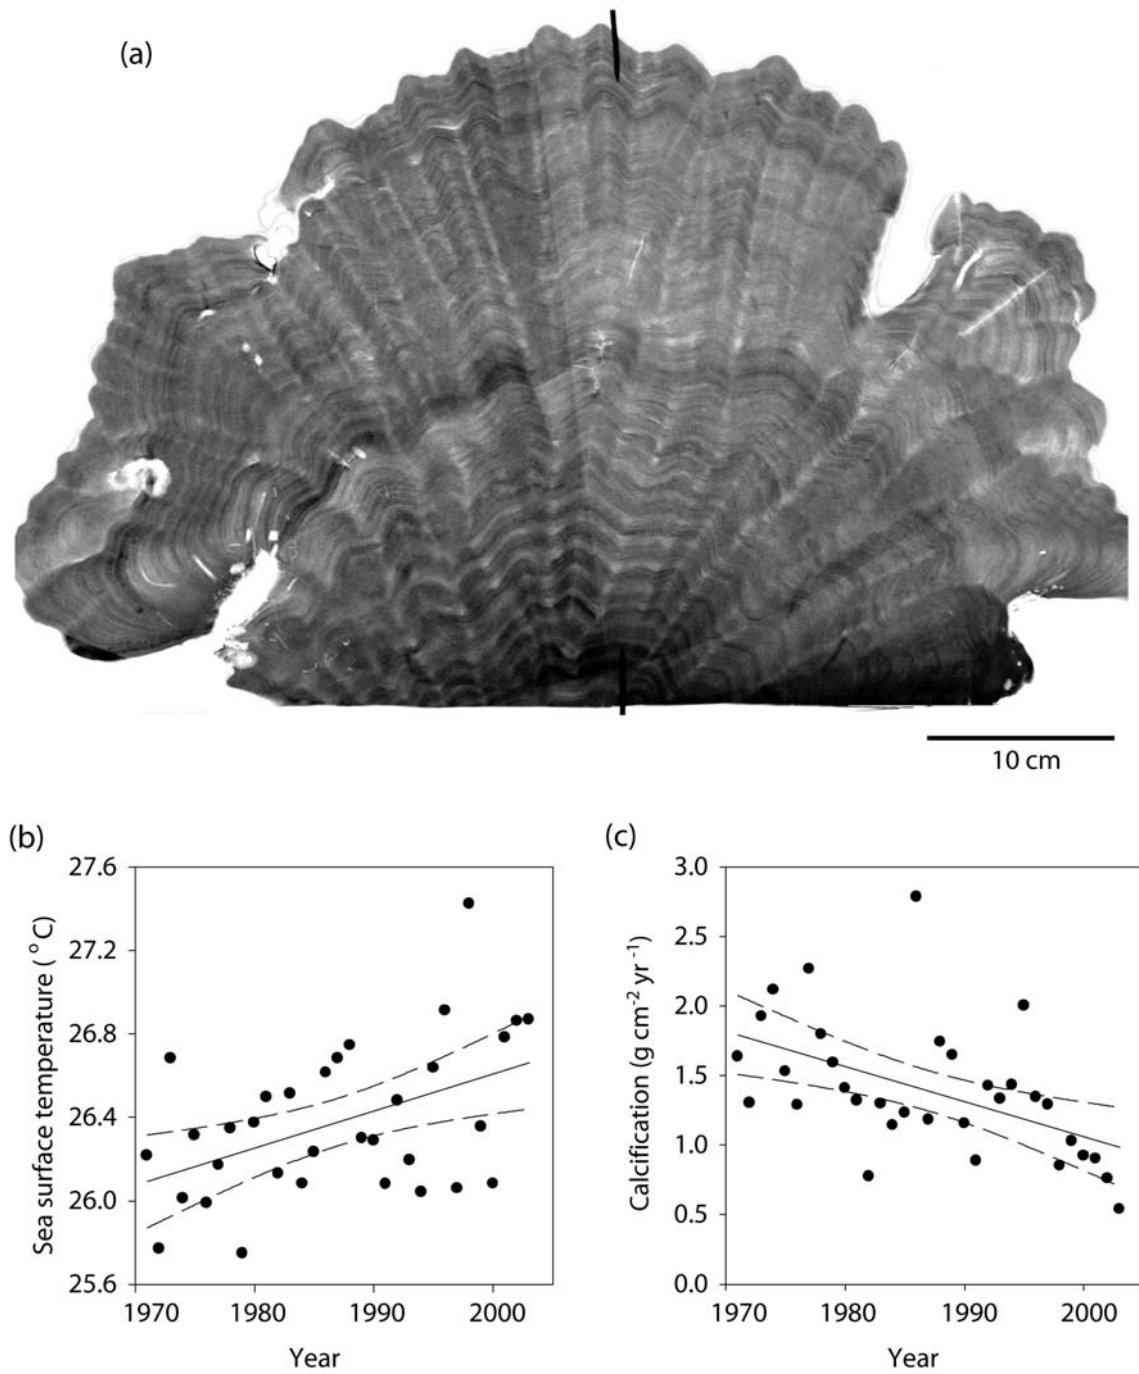 (a)
10 cm
(b)
27.6
27.2
26.8
26.4
26.0
25.6
Sea surface temperature ( °C)
1970 1980 1990 2000
Year
(c)
3.0
2.5
2.0
1.5
1.0
0.5
0.0
Calcification (g cm⁻² yr ⁻¹)
1970 1980 1990 2000
Year